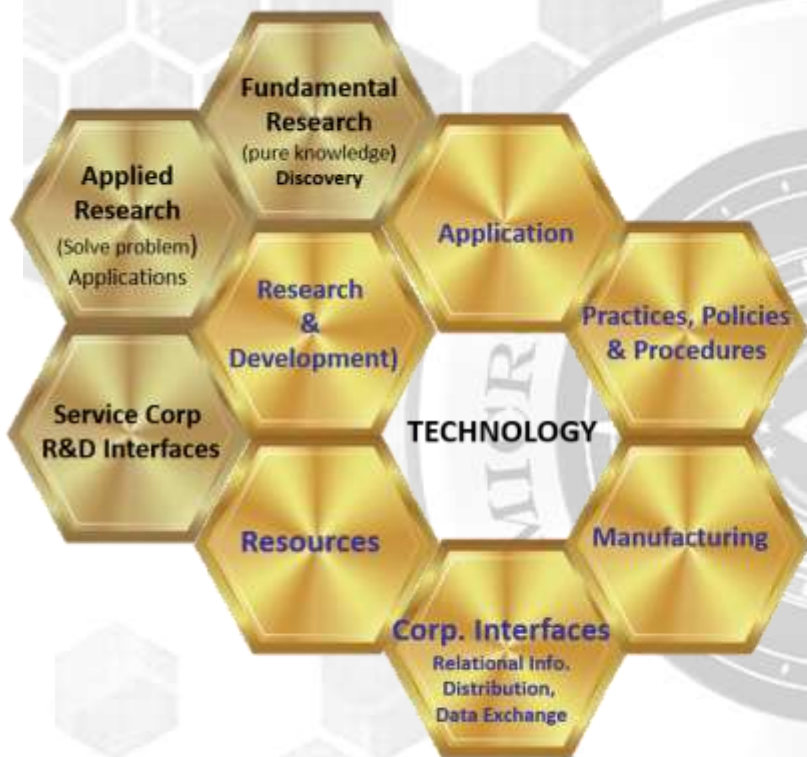 Fundamental
Research
(pure knowledge)
Discovery
Applied
Research
(Solve problem)
Applications
Application
Research
&
Development)
Practices, Policies
& Procedures
Service Corp
R&D Interfaces
TECHNOLOGY
MICR
Resources
Manufacturing
Corp. Interfaces
Relational Info.
Distribution,
Data Exchange